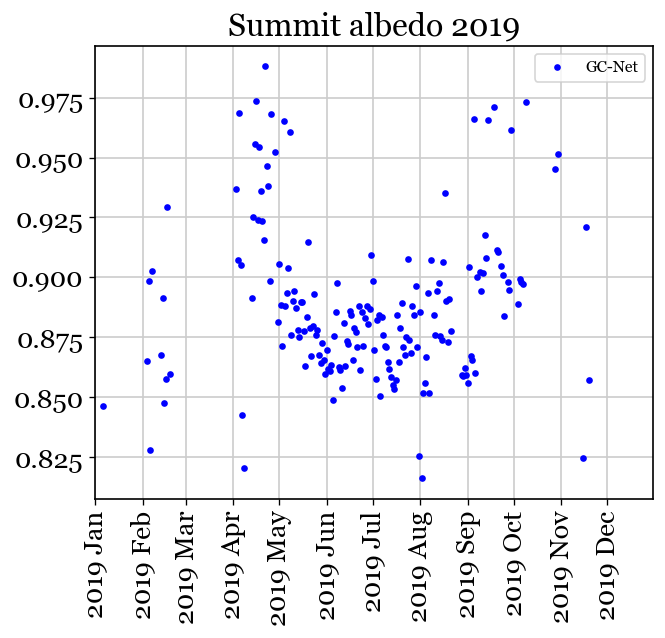 Summit albedo 2019
GC-Net
0.975
0.950
0.925
0.900
0.875
0.850
0.825
2019 Jan
2019 Feb
2019 Mar
2019 Apr
2019 May
2019 Jun
2019 Jul
2019 Aug
2019 Sep
2019 Oct
2019 Nov
2019 Dec